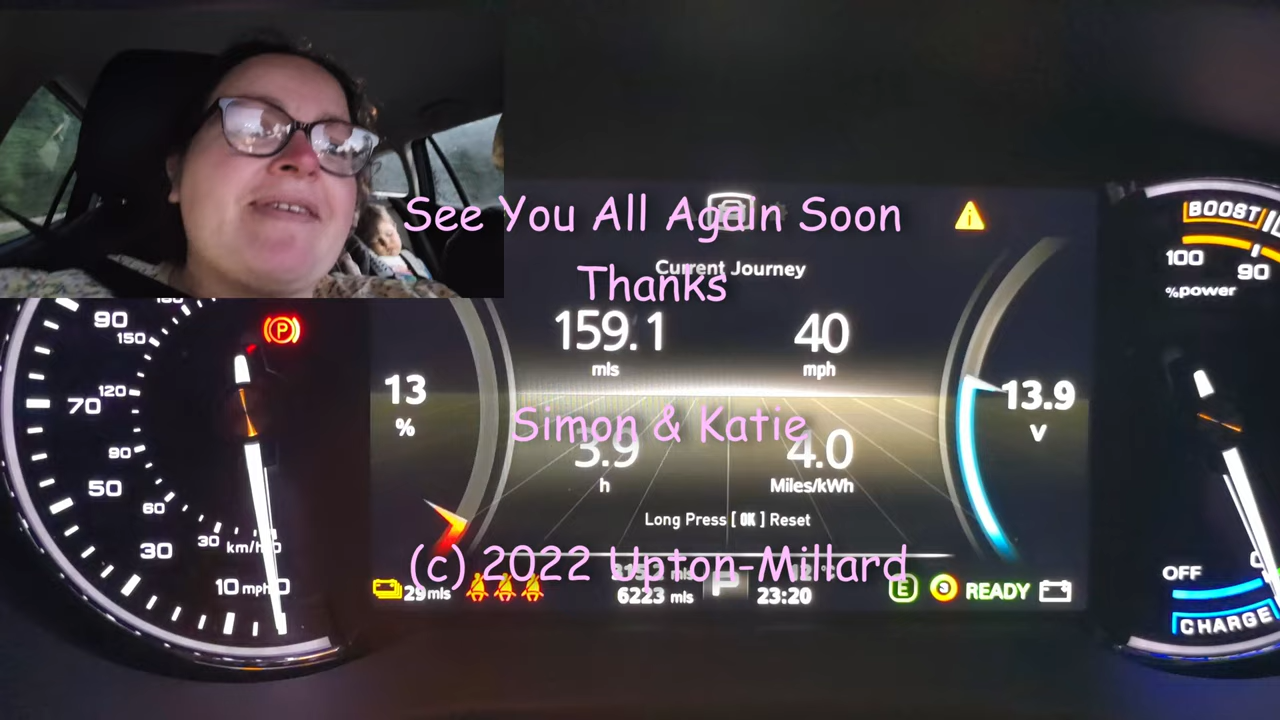 See You All Again Soon
Thanks
Current Journey
159.1 mls
40 mph
Simon & Katie
3.9 h
4.0 Miles/kWh
Long Press [ OK ] Reset
(c) 2022 Upton-Millard
13 %
13.9 V
29 mls
6223 mls
P
23:20
E
READY
90
150
120
70
90
50
60
30
30 km/h
10 mph 0
P
BOOST
100
90
%power
OFF
CHARGE